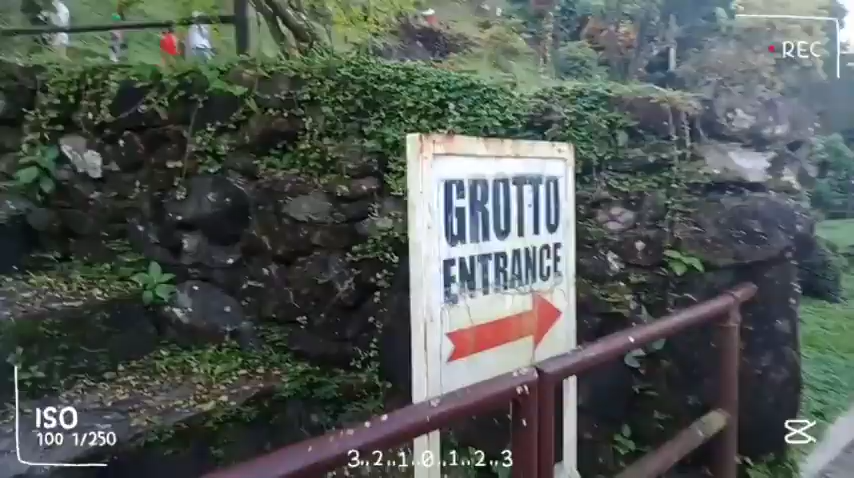 REC
GROTTO
ENTRANCE
ISO
100 1/250
3..2..1..0..1..2..3